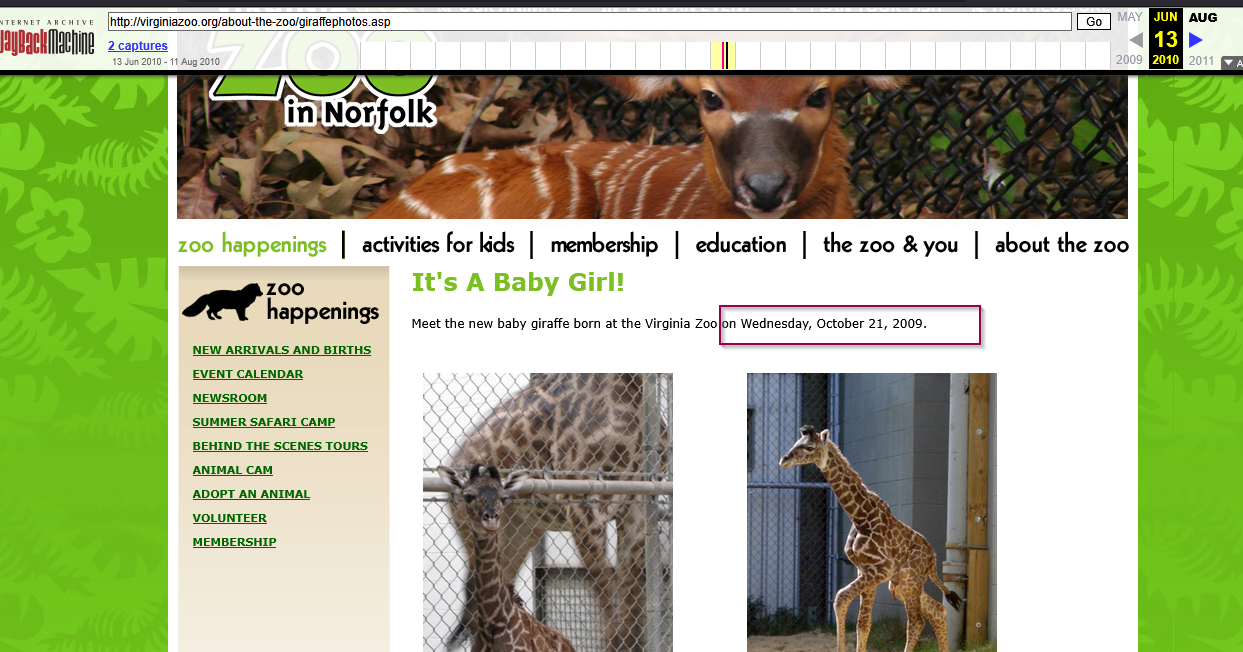 INTERNET ARCHIVE
WayBackMachine
http://virginiazoo.org/about-the-zoo/giraffephotos.asp
Go
2 captures
13 Jun 2010 - 11 Aug 2010
MAY JUN AUG
13
2009 2010 2011
ZOO
in Norfolk
zoo happenings | activities for kids | membership | education | the zoo & you | about the zoo
zoo
happenings
NEW ARRIVALS AND BIRTHS
EVENT CALENDAR
NEWSROOM
SUMMER SAFARI CAMP
BEHIND THE SCENES TOURS
ANIMAL CAM
ADOPT AN ANIMAL
VOLUNTEER
MEMBERSHIP
It's A Baby Girl!
Meet the new baby giraffe born at the Virginia Zoo on Wednesday, October 21, 2009.